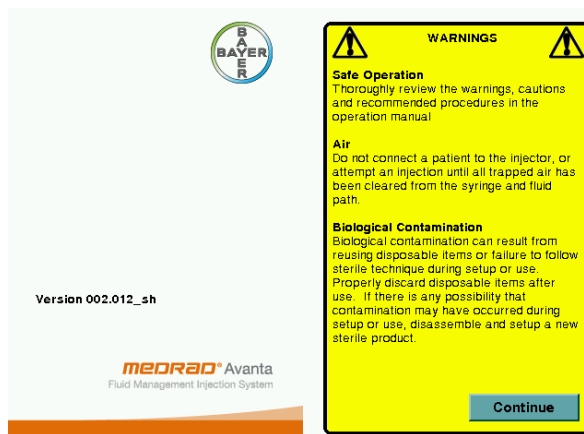 BAYER
BAYER
Version 002.012_sh
MEDRAD® Avanta
Fluid Management Injection System
WARNINGS
Safe Operation
Thoroughly review the warnings, cautions
and recommended procedures in the
operation manual
Air
Do not connect a patient to the injector, or
attempt an injection until all trapped air has
been cleared from the syringe and fluid
path.
Biological Contamination
Biological contamination can result from
reusing disposable items or failure to follow
sterile technique during setup or use.
Properly discard disposable items after
use.  If there is any possibility that
contamination may have occurred during
setup or use, disassemble and setup a new
sterile product.
Continue